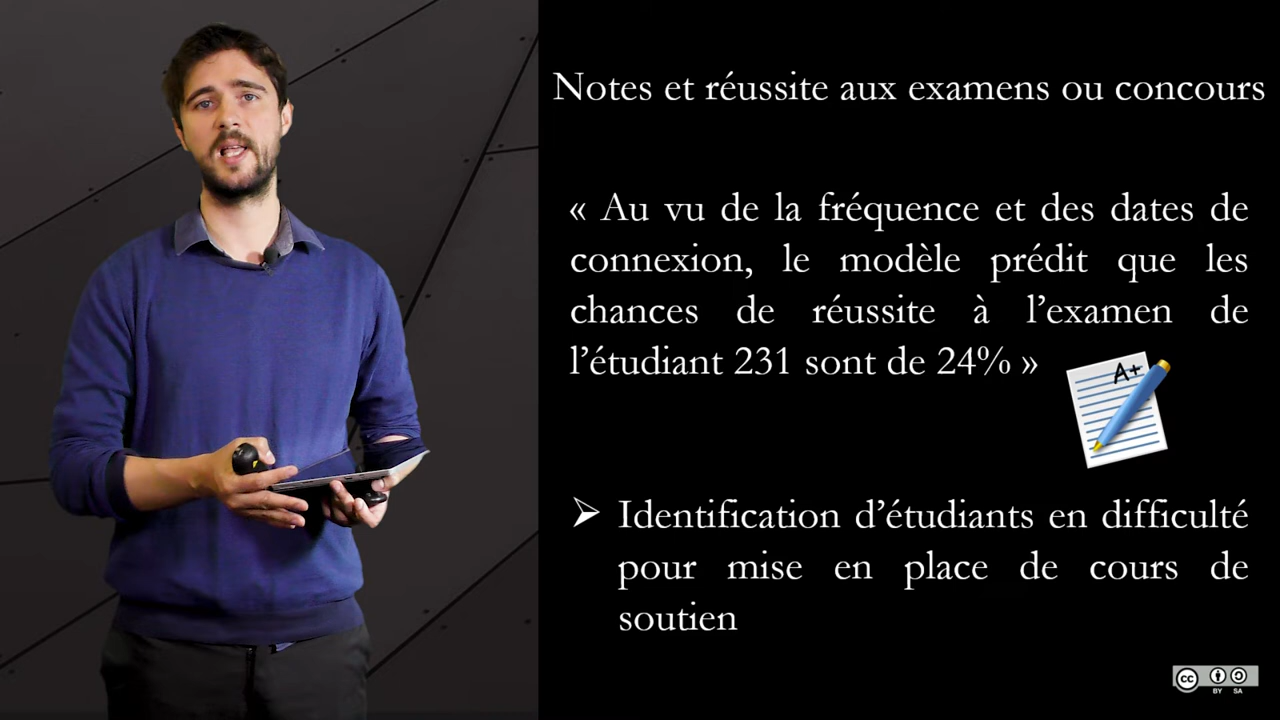 Notes et réussite aux examens ou concours
« Au vu de la fréquence et des dates de
connexion, le modèle prédit que les
chances de réussite à l’examen de
l’étudiant 231 sont de 24% »
A+
Identification d’étudiants en difficulté
pour mise en place de cours de
soutien
cc
BY SA